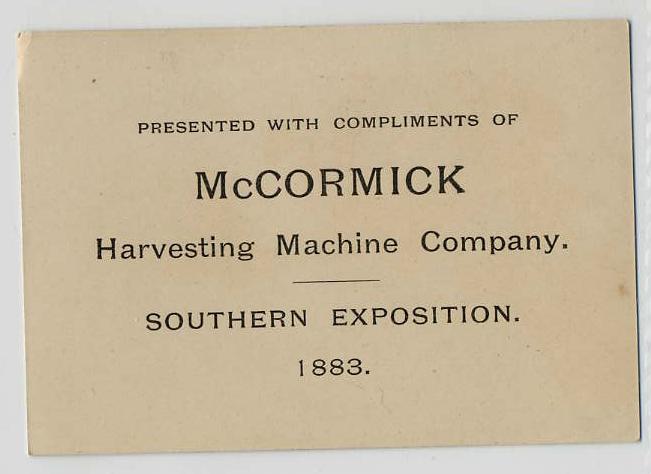 PRESENTED WITH COMPLIMENTS OF
McCORMICK
Harvesting Machine Company.
SOUTHERN EXPOSITION.
1883.